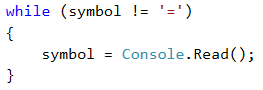 while (symbol != '=')
{
    symbol = Console.Read();
}